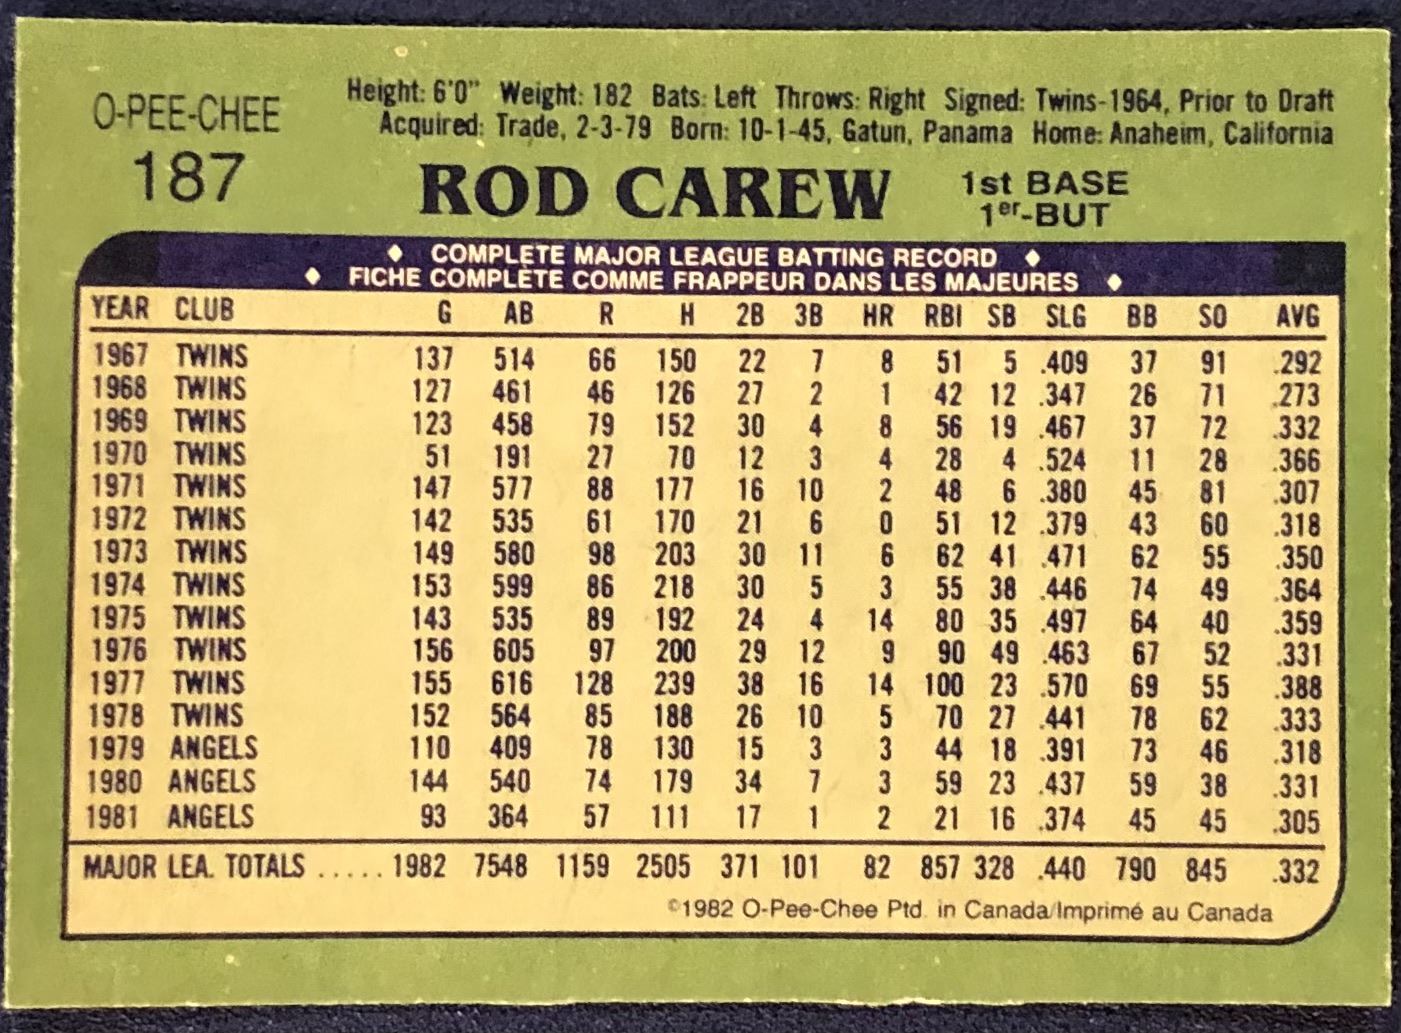 O-PEE-CHEE
187
Height: 6'0" Weight: 182 Bats: Left Throws: Right Signed: Twins-1964, Prior to Draft
Acquired: Trade, 2-3-79 Born: 10-1-45, Gatun, Panama Home: Anaheim, California
ROD CAREW
1st BASE
1er-BUT
♦ COMPLETE MAJOR LEAGUE BATTING RECORD ♦
♦ FICHE COMPLÈTE COMME FRAPPEUR DANS LES MAJEURES ♦
YEAR CLUB G AB R H 2B 3B HR RBI SB SLG BB SO AVG
1967 TWINS 137 514 66 150 22 7 8 51 5 .409 37 91 .292
1968 TWINS 127 461 46 126 27 2 1 42 12 .347 26 71 .273
1969 TWINS 123 458 79 152 30 4 8 56 19 .467 37 72 .332
1970 TWINS 51 191 27 70 12 3 4 28 4 .524 11 28 .366
1971 TWINS 147 577 88 177 16 10 2 48 6 .380 45 81 .307
1972 TWINS 142 535 61 170 21 6 0 51 12 .379 43 60 .318
1973 TWINS 149 580 98 203 30 11 6 62 41 .471 62 55 .350
1974 TWINS 153 599 86 218 30 5 3 55 38 .446 74 49 .364
1975 TWINS 143 535 89 192 24 4 14 80 35 .497 64 40 .359
1976 TWINS 156 605 97 200 29 12 9 90 49 .463 67 52 .331
1977 TWINS 155 616 128 239 38 16 14 100 23 .570 69 55 .388
1978 TWINS 152 564 85 188 26 10 5 70 27 .441 78 62 .333
1979 ANGELS 110 409 78 130 15 3 3 44 18 .391 73 46 .318
1980 ANGELS 144 540 74 179 34 7 3 59 23 .437 59 38 .331
1981 ANGELS 93 364 57 111 17 1 2 21 16 .374 45 45 .305
MAJOR LEA. TOTALS ..... 1982 7548 1159 2505 371 101 82 857 328 .440 790 845 .332
©1982 O-Pee-Chee Ptd. in Canada/Imprimé au Canada